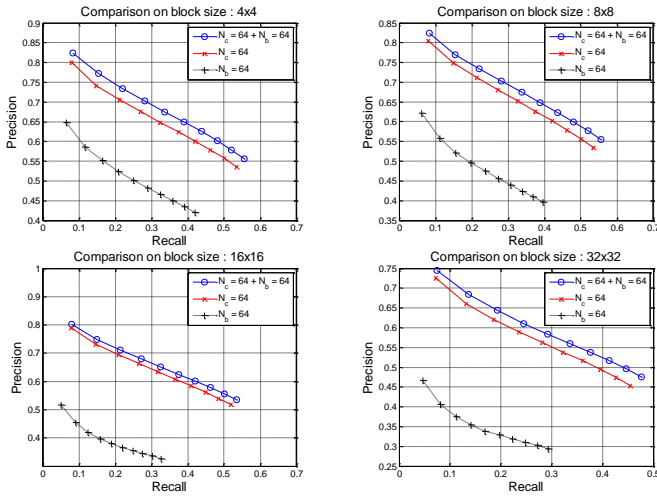 Comparison on block size : 4x4
0.9
0.85
0.8
0.75
0.7
0.65
0.6
0.55
0.5
0.45
0.4
Precision
0 0.1 0.2 0.3 0.4 0.5 0.6 0.7
Recall
N_c = 64 + N_b = 64
N_c = 64
N_b = 64
Comparison on block size : 8x8
0.85
0.8
0.75
0.7
0.65
0.6
0.55
0.5
0.45
0.4
0.35
Precision
0 0.1 0.2 0.3 0.4 0.5 0.6 0.7
Recall
N_c = 64 + N_b = 64
N_c = 64
N_b = 64
Comparison on block size : 16x16
1
0.9
0.8
0.7
0.6
0.5
0.4
Precision
0 0.1 0.2 0.3 0.4 0.5 0.6 0.7
Recall
N_c = 64 + N_b = 64
N_c = 64
N_b = 64
Comparison on block size : 32x32
0.75
0.7
0.65
0.6
0.55
0.5
0.45
0.4
0.35
0.3
0.25
Precision
0 0.1 0.2 0.3 0.4 0.5
Recall
N_c = 64 + N_b = 64
N_c = 64
N_b = 64